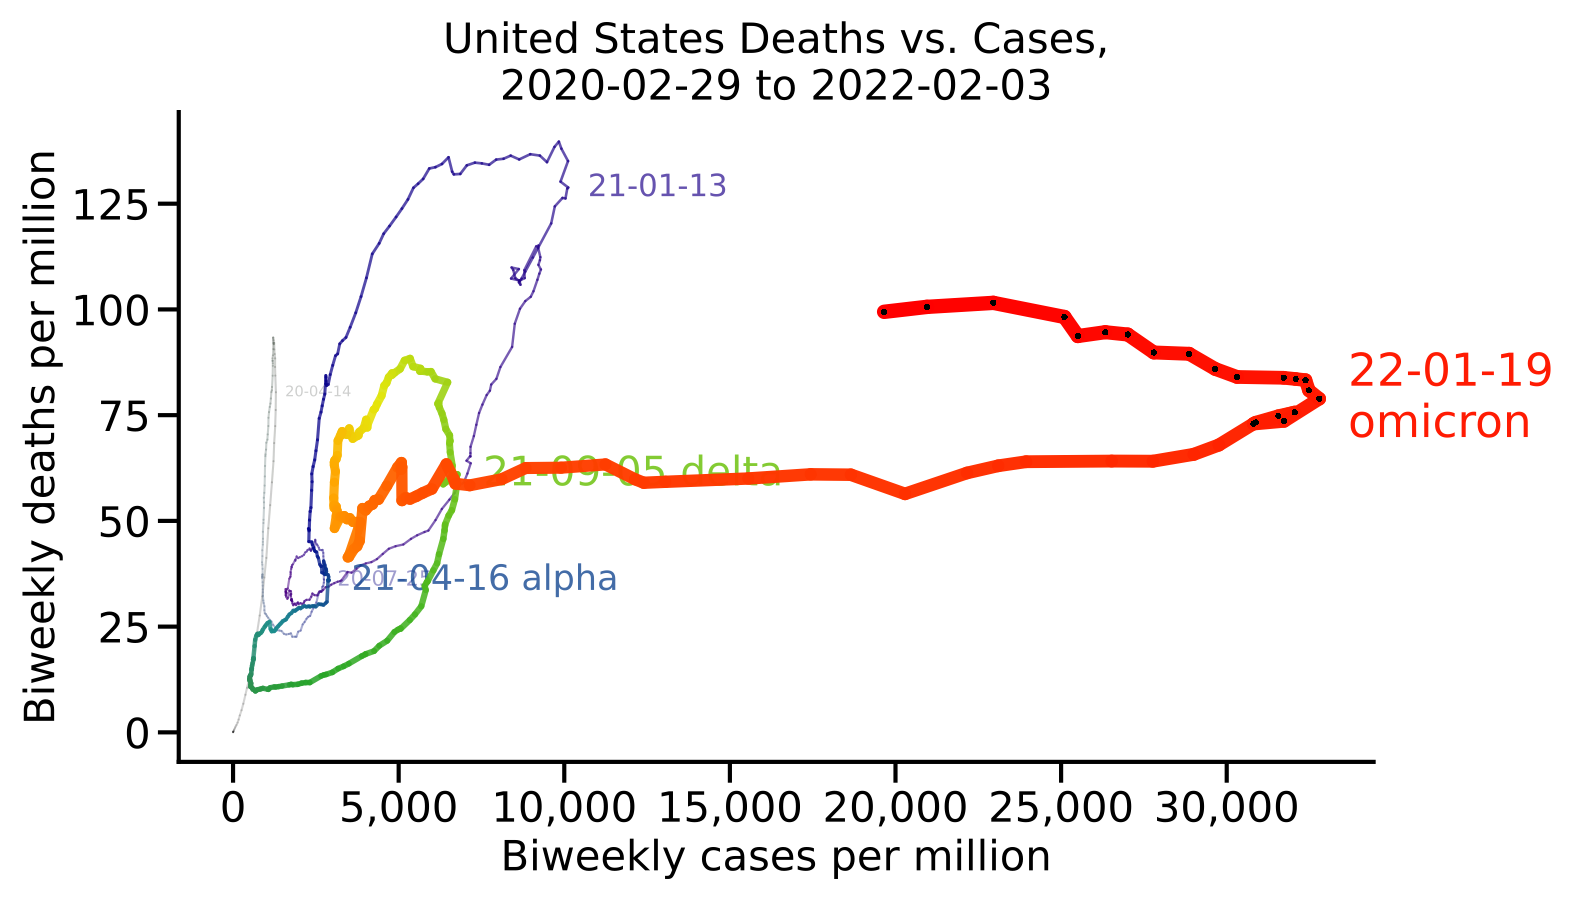 United States Deaths vs. Cases,
2020-02-29 to 2022-02-03
Biweekly deaths per million
125
100
75
50
25
0
21-01-13
20-04-14
22-01-19
omicron
21-09-05 delta
20-07-25
21-04-16 alpha
0
5,000
10,000
15,000
20,000
25,000
30,000
Biweekly cases per million